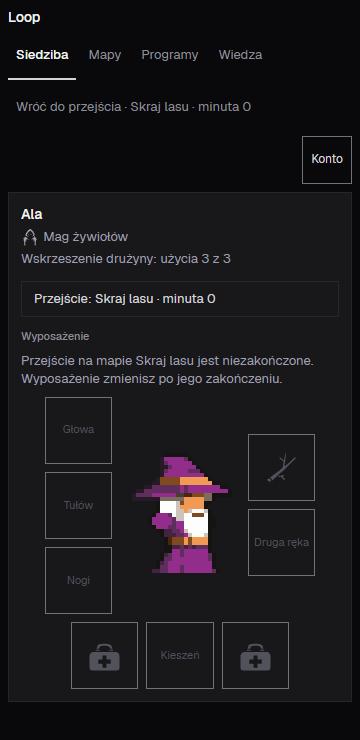 Loop
Siedziba Mapy Programy Wiedza
Wróć do przejścia · Skraj lasu · minuta 0
Konto
Ala
Mag żywiołów
Wskrzeszenie drużyny: użycia 3 z 3
Przejście: Skraj lasu · minuta 0
Wyposażenie
Przejście na mapie Skraj lasu jest niezakończone.
Wyposażenie zmienisz po jego zakończeniu.
Głowa
Tułów
Druga ręka
Nogi
Kieszeń